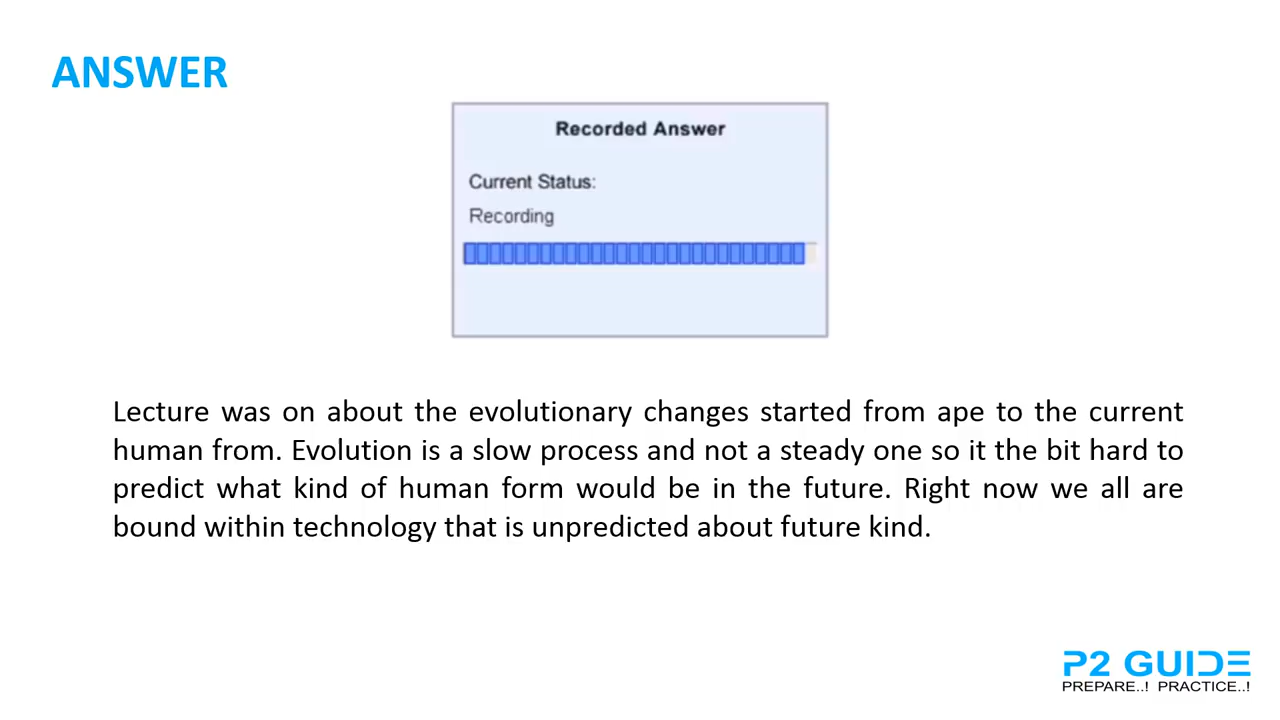 ANSWER
Recorded Answer
Current Status:
Recording
Lecture was on about the evolutionary changes started from ape to the current
human from. Evolution is a slow process and not a steady one so it the bit hard to
predict what kind of human form would be in the future. Right now we all are
bound within technology that is unpredicted about future kind.
P2 GUIDE
PREPARE..! PRACTICE..!